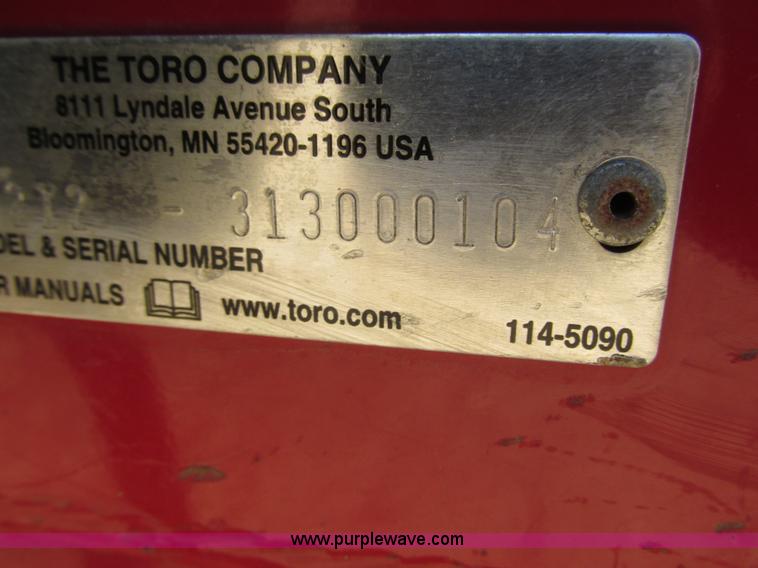 THE TORO COMPANY
8111 Lyndale Avenue South
Bloomington, MN 55420-1196 USA
- 313000104
& SERIAL NUMBER
MANUALS www.toro.com 114-5090
www.purplewave.com